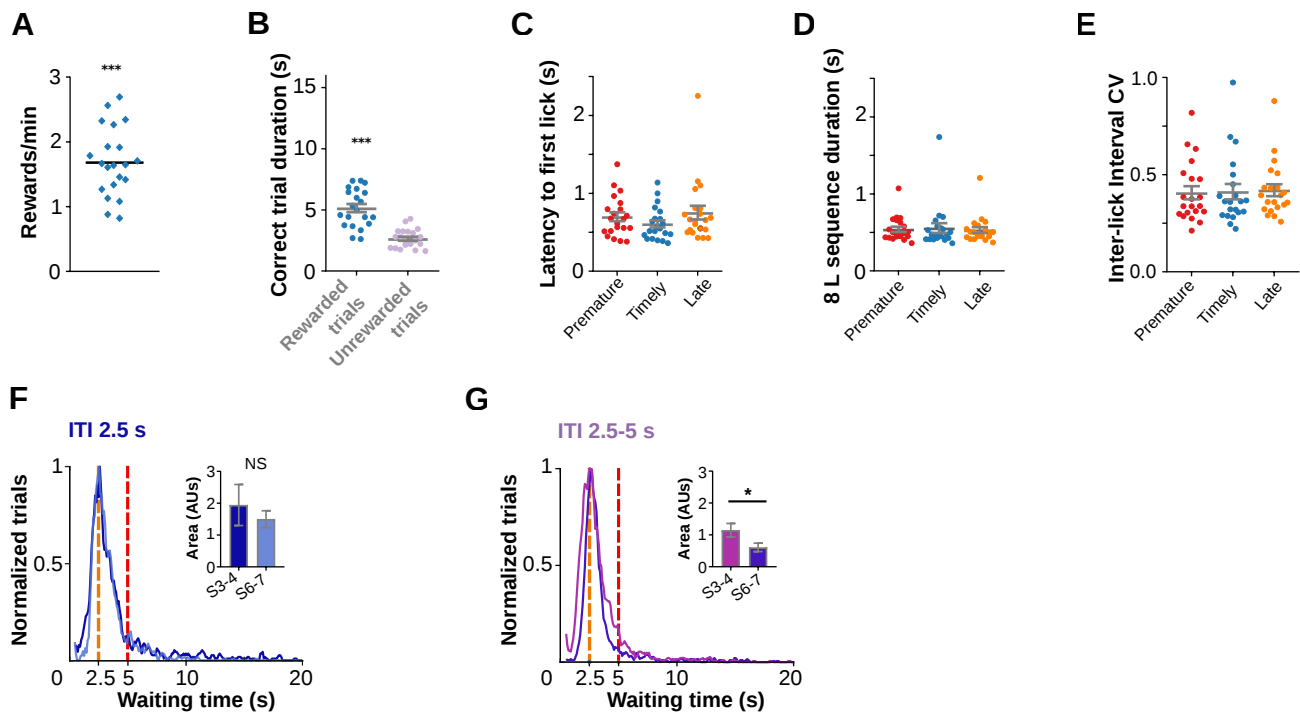 A
Rewards/min
***
3
2
1
0
B
Correct trial duration (s)
***
15
10
5
0
Rewarded
trials
Unrewarded
trials
C
Latency to first lick (s)
2
1
0
Premature
Timely
Late
D
8 L sequence duration (s)
2
1
0
Premature
Timely
Late
E
Inter-Lick Interval CV
1.0
0.5
0.0
Premature
Timely
Late
F
ITI 2.5 s
Normalized trials
1
0.5
0
2.5
5
10
20
Waiting time (s)
NS
Area (AUs)
3
2
1
0
S3-4
S6-7
G
ITI 2.5-5 s
Normalized trials
1
0.5
0
2.5
5
10
20
Waiting time (s)
*
Area (AUs)
3
2
1
0
S3-4
S6-7